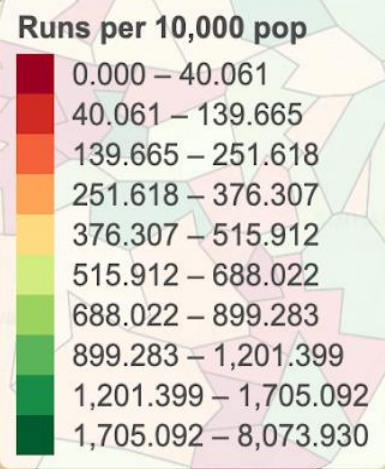 Runs per 10,000 pop
0.000 – 40.061
40.061 – 139.665
139.665 – 251.618
251.618 – 376.307
376.307 – 515.912
515.912 – 688.022
688.022 – 899.283
899.283 – 1,201.399
1,201.399 – 1,705.092
1,705.092 – 8,073.930